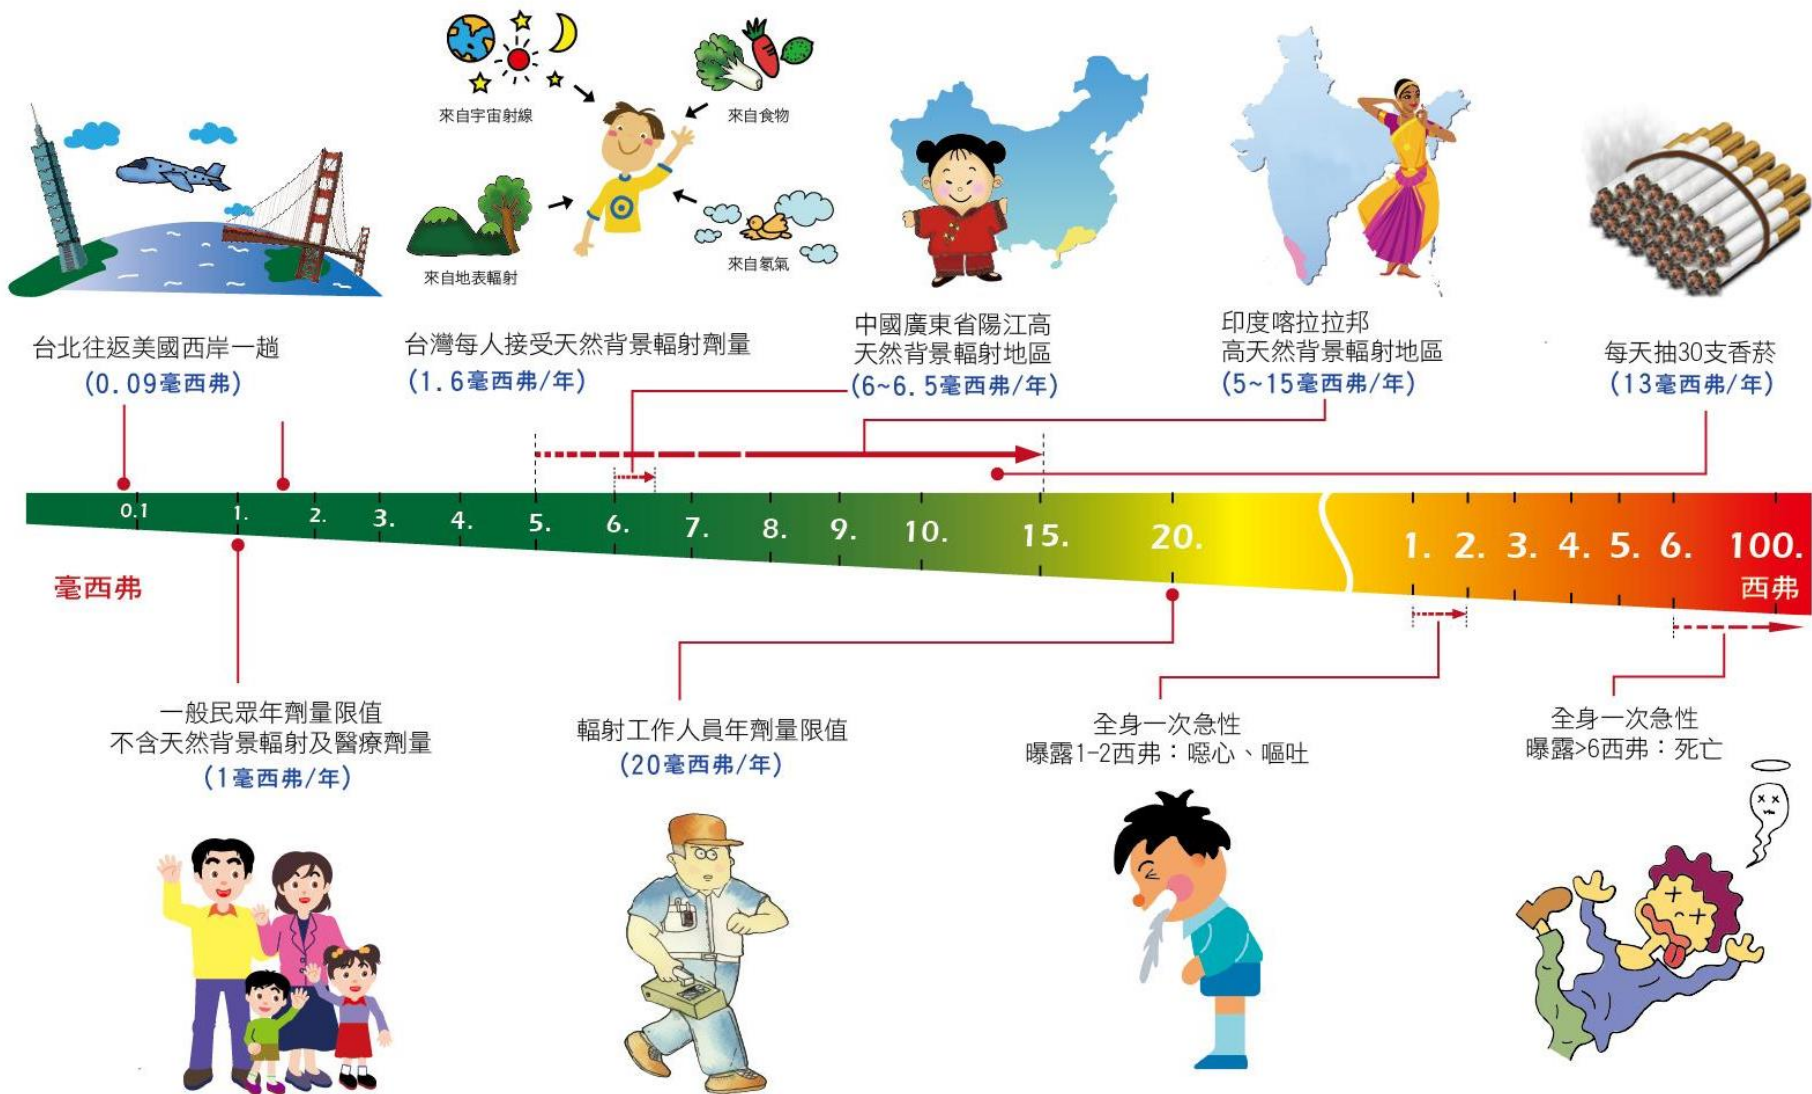 來自宇宙射線
來自食物
來自地表輻射
來自氡氣
台北往返美國西岸一趟
(0.09毫西弗)
台灣每人接受天然背景輻射劑量
(1.6毫西弗/年)
中國廣東省陽江高
天然背景輻射地區
(6~6.5毫西弗/年)
印度喀拉拉邦
高天然背景輻射地區
(5~15毫西弗/年)
每天抽30支香菸
(13毫西弗/年)
0.1 1. 2. 3. 4. 5. 6. 7. 8. 9. 10. 15. 20. 1. 2. 3. 4. 5. 6. 100.
毫西弗
西弗
一般民眾年劑量限值
不含天然背景輻射及醫療劑量
(1毫西弗/年)
輻射工作人員年劑量限值
(20毫西弗/年)
全身一次急性
曝露1-2西弗：噁心、嘔吐
全身一次急性
曝露>6西弗：死亡